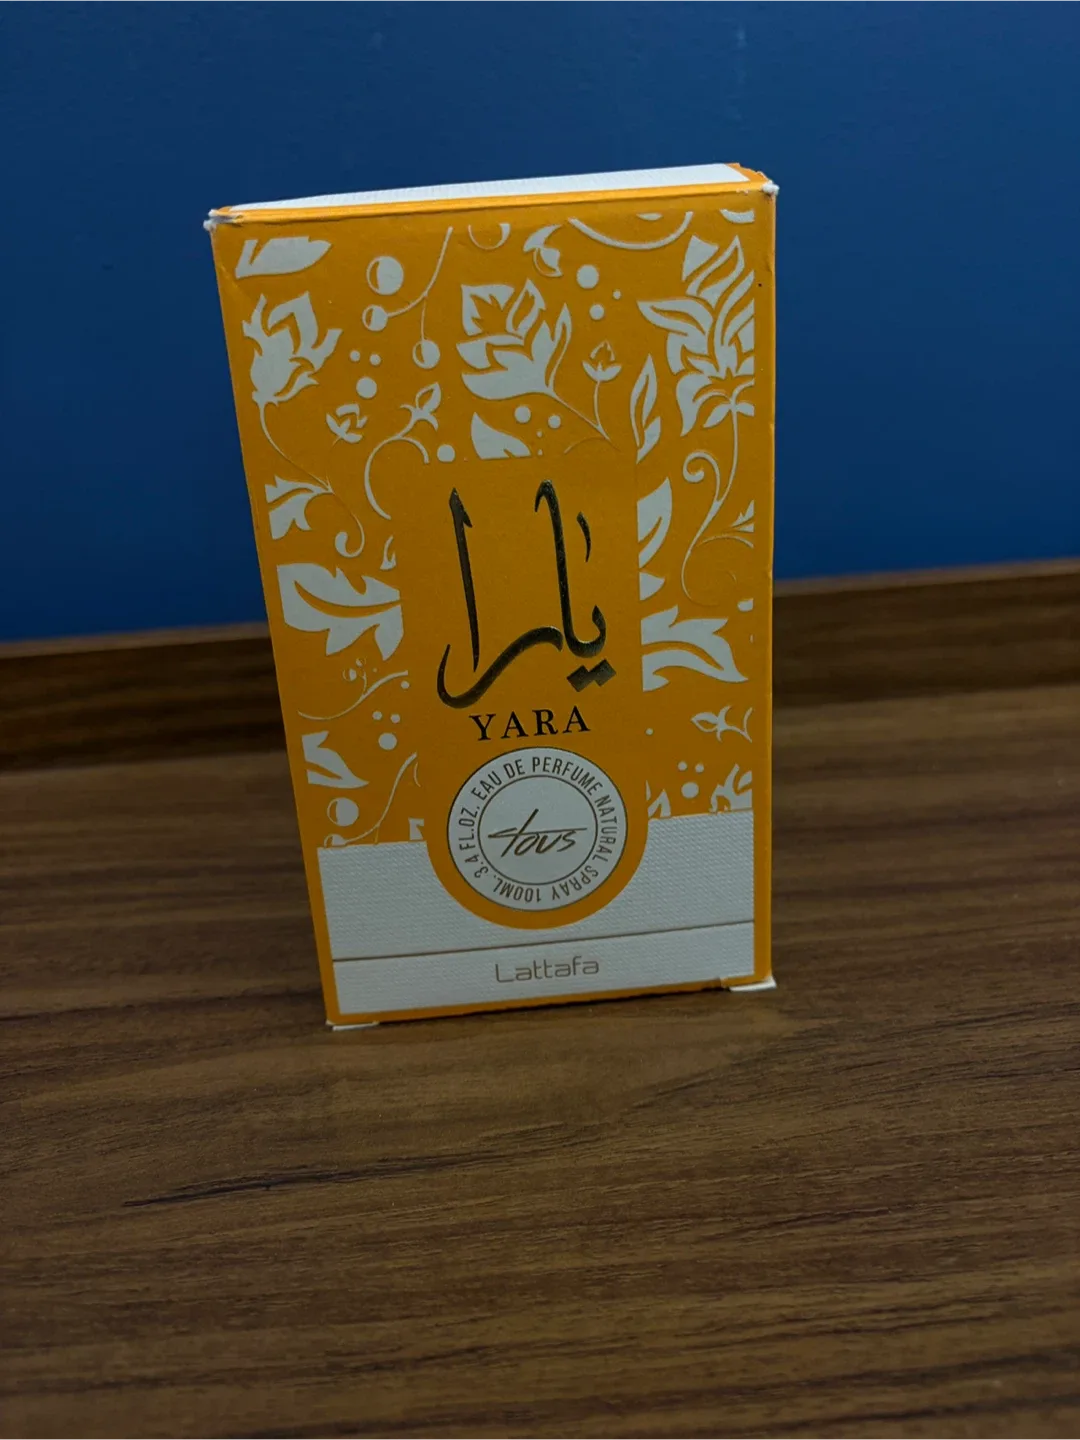 يارا
YARA
3.4 FL.OZ. EAU DE PERFUME NATURAL SPRAY 100ML.
tous
Lattafa